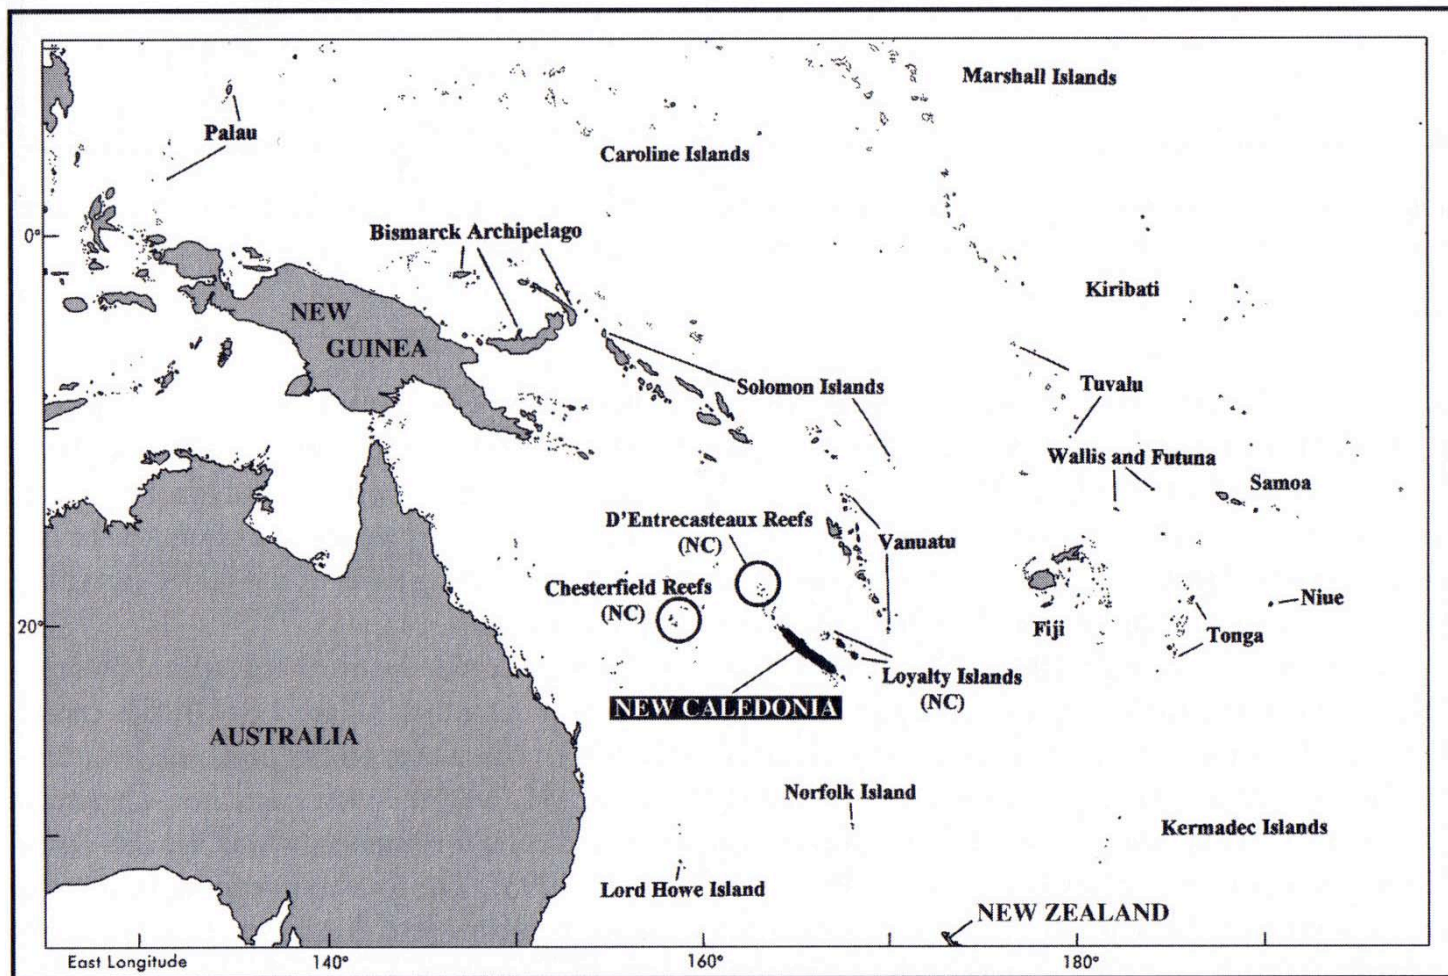 Marshall Islands
Palau
Caroline Islands
Bismarck Archipelago
0°
Kiribati
NEW
GUINEA
Solomon Islands
Tuvalu
Wallis and Futuna
Samoa
D'Entrecasteaux Reefs
(NC)
Vanuatu
Chesterfield Reefs
(NC)
Niue
20°
Fiji
Tonga
Loyalty Islands
(NC)
NEW CALEDONIA
AUSTRALIA
Norfolk Island
Kermadec Islands
Lord Howe Island
NEW ZEALAND
East Longitude
140°
160°
180°